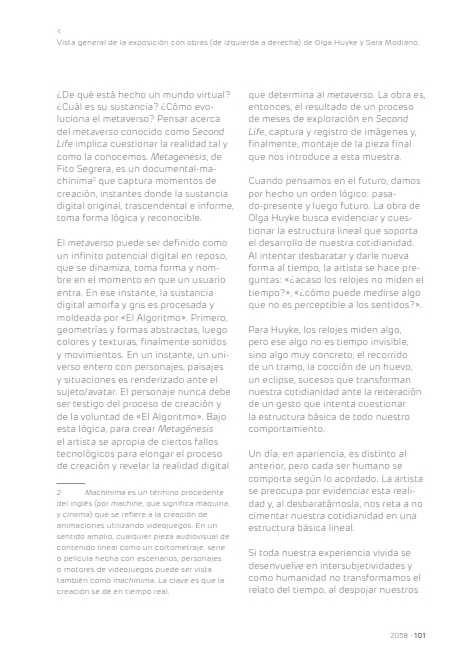 <
Vista general de la exposición con obras (de izquierda a derecha) de Olga Huyke y Sara Modiano.
¿De qué está hecho un mundo virtual?
¿Cuál es su sustancia? ¿Cómo evo-
luciona el metaverso? Pensar acerca
del metaverso conocido como Second
Life implica cuestionar la realidad tal y
como la conocemos. Metagenesis, de
Fito Segrera, es un documental-ma-
chinima² que captura momentos de
creación, instantes donde la sustancia
digital original, trascendental e informe,
toma forma lógica y reconocible.
El metaverso puede ser definido como
un infinito potencial digital en reposo,
que se dinamiza, toma forma y nom-
bre en el momento en que un usuario
entra. En ese instante, la sustancia
digital amorfa y gris es procesada y
moldeada por «El Algoritmo». Primero,
geometrías y formas abstractas, luego
colores y texturas, finalmente sonidos
y movimientos. En un instante, un uni-
verso entero con personajes, paisajes
y situaciones es renderizado ante el
sujeto/avatar. El personaje nunca debe
ser testigo del proceso de creación y
de la voluntad de «El Algoritmo». Bajo
esta lógica, para crear Metagénesis
el artista se apropia de ciertos fallos
tecnológicos para elongar el proceso
de creación y revelar la realidad digital
2 Machinima es un término procedente
del inglés (por machine, que significa máquina,
y cinema) que se refiere a la creación de
animaciones utilizando videojuegos. En un
sentido amplio, cualquier pieza audiovisual de
contenido lineal como un cortometraje, serie
o película hecha con escenarios, personajes
o motores de videojuegos puede ser vista
también como machinima. La clave es que la
creación se dé en tiempo real.
que determina al metaverso. La obra es,
entonces, el resultado de un proceso
de meses de exploración en Second
Life, captura y registro de imágenes y,
finalmente, montaje de la pieza final
que nos introduce a esta muestra.
Cuando pensamos en el futuro, damos
por hecho un orden lógico: pasa-
do-presente y luego futuro. La obra de
Olga Huyke busca evidenciar y cues-
tionar la estructura lineal que soporta
el desarrollo de nuestra cotidianidad.
Al intentar desbaratar y darle nueva
forma al tiempo, la artista se hace pre-
guntas: «¿acaso los relojes no miden el
tiempo?», «¿cómo puede medirse algo
que no es perceptible a los sentidos?».
Para Huyke, los relojes miden algo,
pero ese algo no es tiempo invisible,
sino algo muy concreto, el recorrido
de un tramo, la cocción de un huevo,
un eclipse, sucesos que transforman
nuestra cotidianidad ante la reiteración
de un gesto que intenta cuestionar
la estructura básica de todo nuestro
comportamiento.
Un día, en apariencia, es distinto al
anterior, pero cada ser humano se
comporta según lo acordado. La artista
se preocupa por evidenciar esta reali-
dad y, al desbaratárnosla, nos reta a no
cimentar nuestra cotidianidad en una
estructura básica lineal.
Si toda nuestra experiencia vivida se
desenvuelve en intersubjetividades y
como humanidad no transformamos el
relato del tiempo, al despojar nuestros
2058 - 101